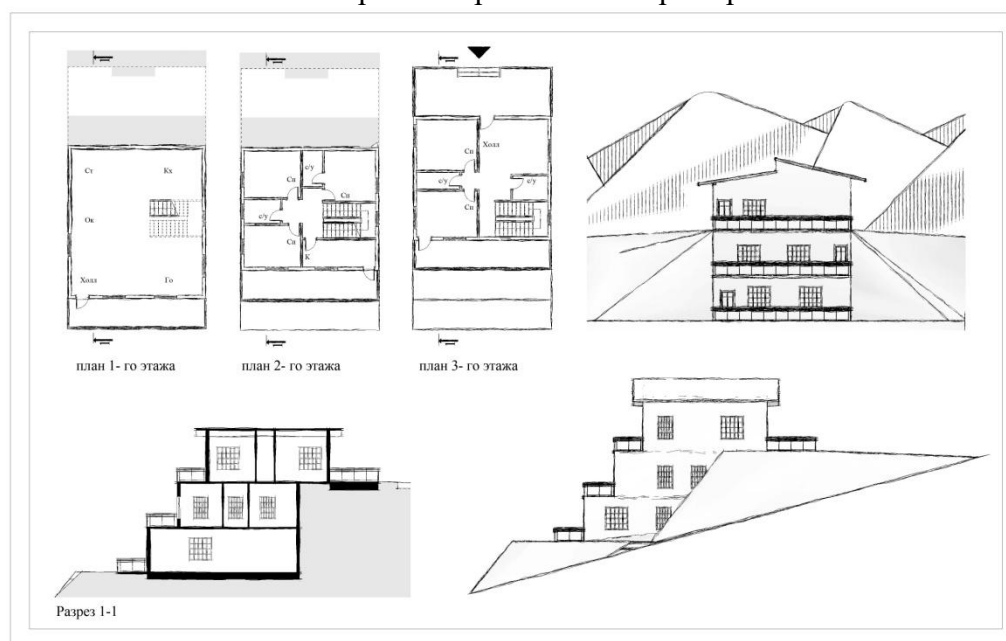 Ст
Кх
Ок
Холл
Го
план 1- го этажа
с/у
Сп
Сп
с/у
Сп
К
план 2- го этажа
Холл
Сп
с/у
с/у
Сп
план 3- го этажа
Разрез 1-1